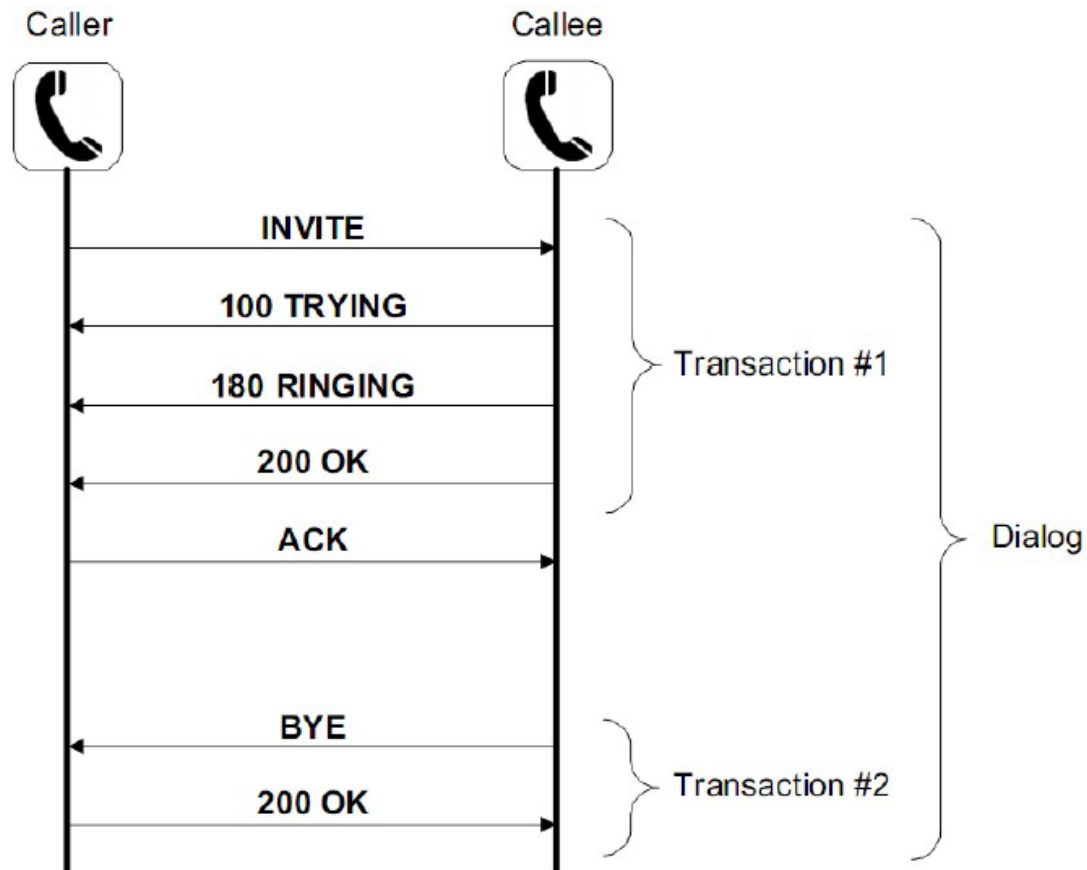 Caller
Callee
INVITE
100 TRYING
180 RINGING
Transaction #1
200 OK
ACK
Dialog
BYE
Transaction #2
200 OK